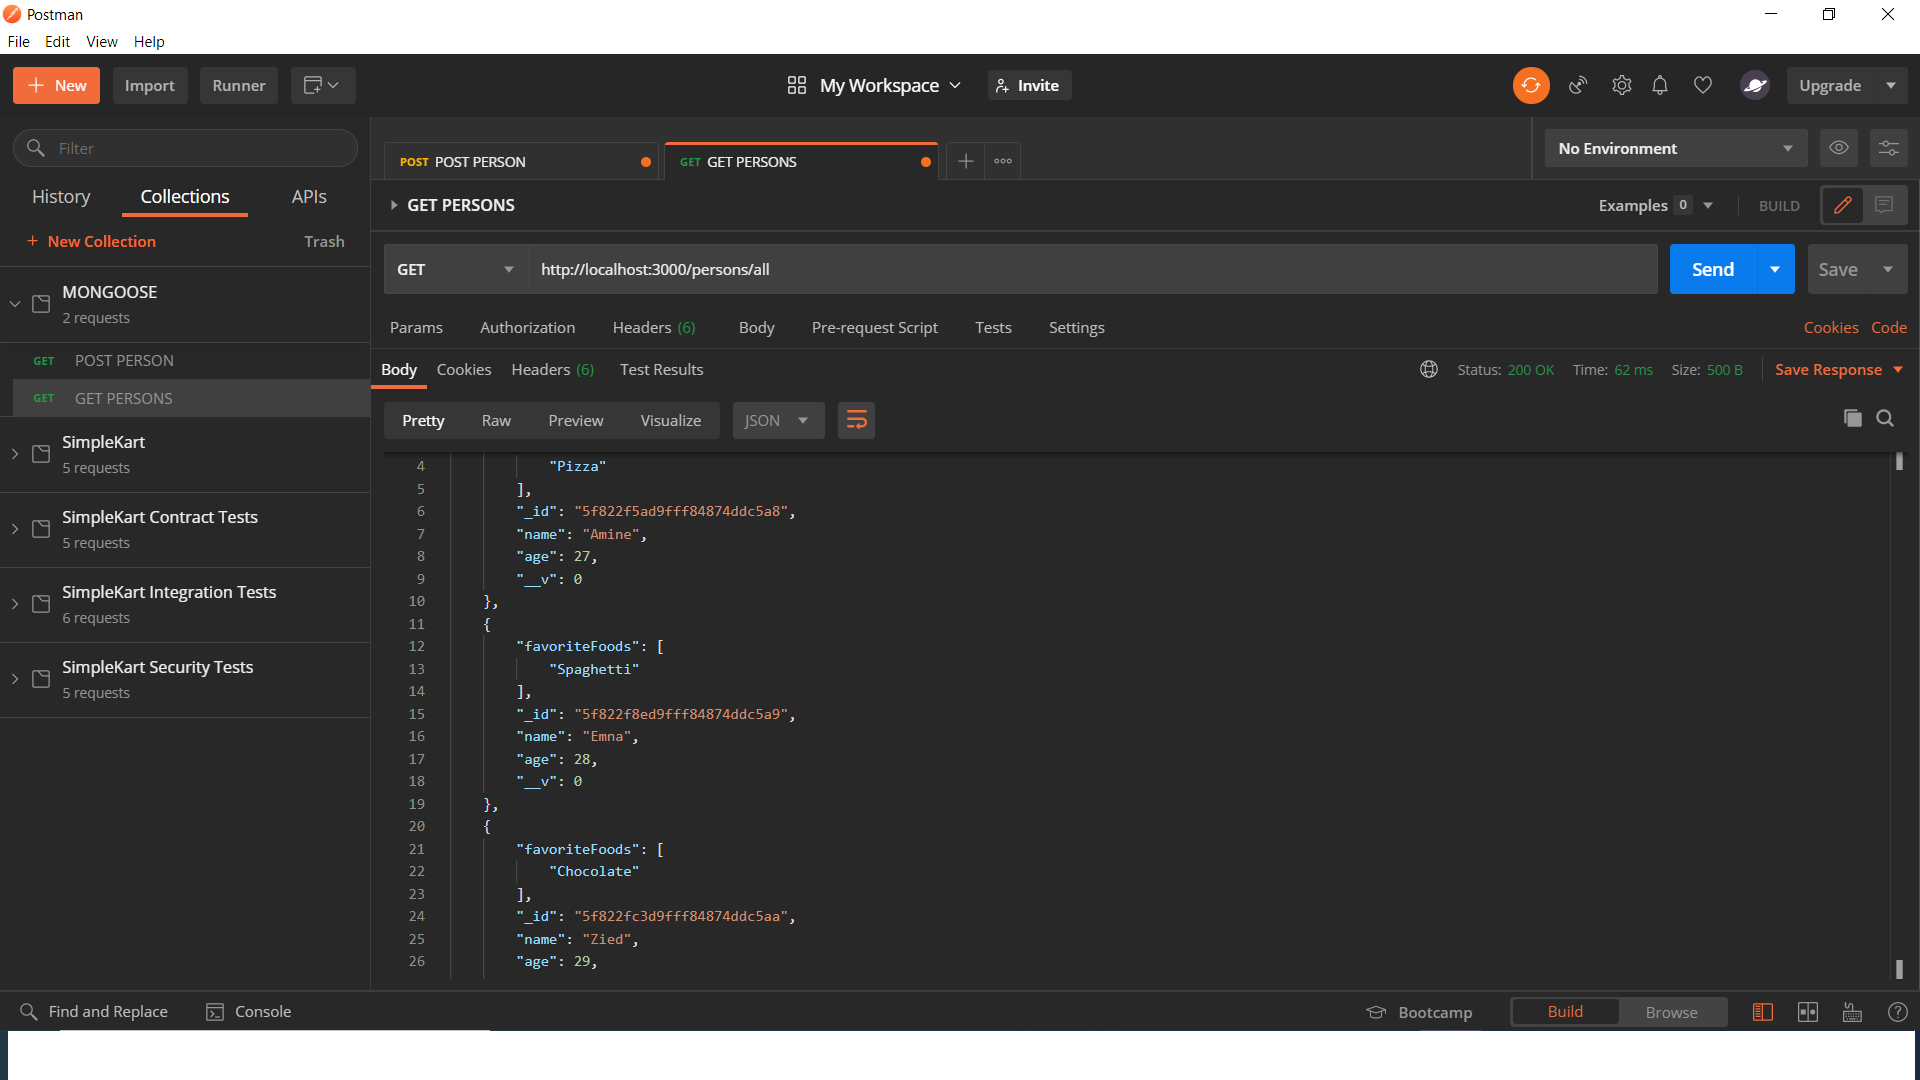 Postman
File Edit View Help
New Import Runner My Workspace Invite Upgrade
Filter
History Collections APIs
New Collection Trash
MONGOOSE
2 requests
GET POST PERSON
GET GET PERSONS
SimpleKart
5 requests
SimpleKart Contract Tests
5 requests
SimpleKart Integration Tests
6 requests
SimpleKart Security Tests
5 requests
POST POST PERSON GET GET PERSONS No Environment
GET PERSONS Examples 0 BUILD
GET http://localhost:3000/persons/all Send Save
Params Authorization Headers (6) Body Pre-request Script Tests Settings Cookies Code
Body Cookies Headers (6) Test Results Status: 200 OK Time: 62 ms Size: 500 B Save Response
Pretty Raw Preview Visualize JSON
4 "Pizza"
5 ],
6 "_id": "5f822f5ad9fff84874ddc5a8",
7 "name": "Amine",
8 "age": 27,
9 "__v": 0
10 },
11 {
12 "favoriteFoods": [
13 "Spaghetti"
14 ],
15 "_id": "5f822f8ed9fff84874ddc5a9",
16 "name": "Emna",
17 "age": 28,
18 "__v": 0
19 },
20 {
21 "favoriteFoods": [
22 "Chocolate"
23 ],
24 "_id": "5f822fc3d9fff84874ddc5aa",
25 "name": "Zied",
26 "age": 29,
Find and Replace Console Bootcamp Build Browse